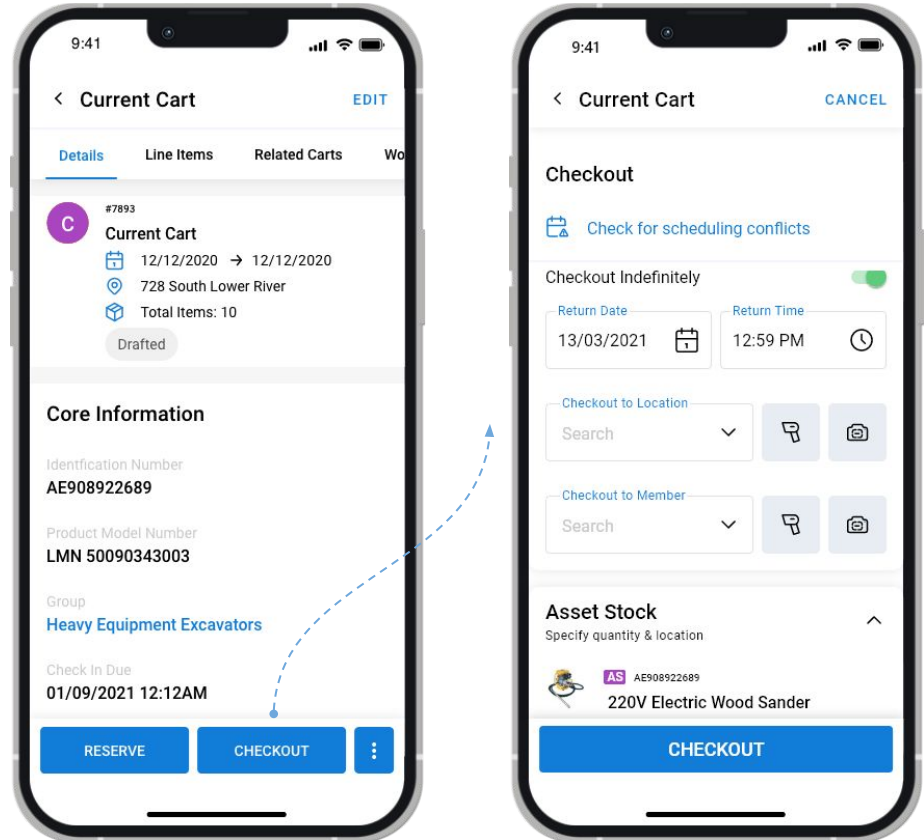 9:41
Current Cart
EDIT
Details Line Items Related Carts Wo
#7893
C
Current Cart
12/12/2020 → 12/12/2020
728 South Lower River
Total Items: 10
Drafted
Core Information
Identfication Number
AE908922689
Product Model Number
LMN 50090343003
Group
Heavy Equipment Excavators
Check In Due
01/09/2021 12:12AM
RESERVE CHECKOUT
9:41
Current Cart
CANCEL
Checkout
Check for scheduling conflicts
Checkout Indefinitely
Return Date Return Time
13/03/2021 12:59 PM
Checkout to Location
Search
Checkout to Member
Search
Asset Stock
Specify quantity & location
AS AE908922689
220V Electric Wood Sander
CHECKOUT